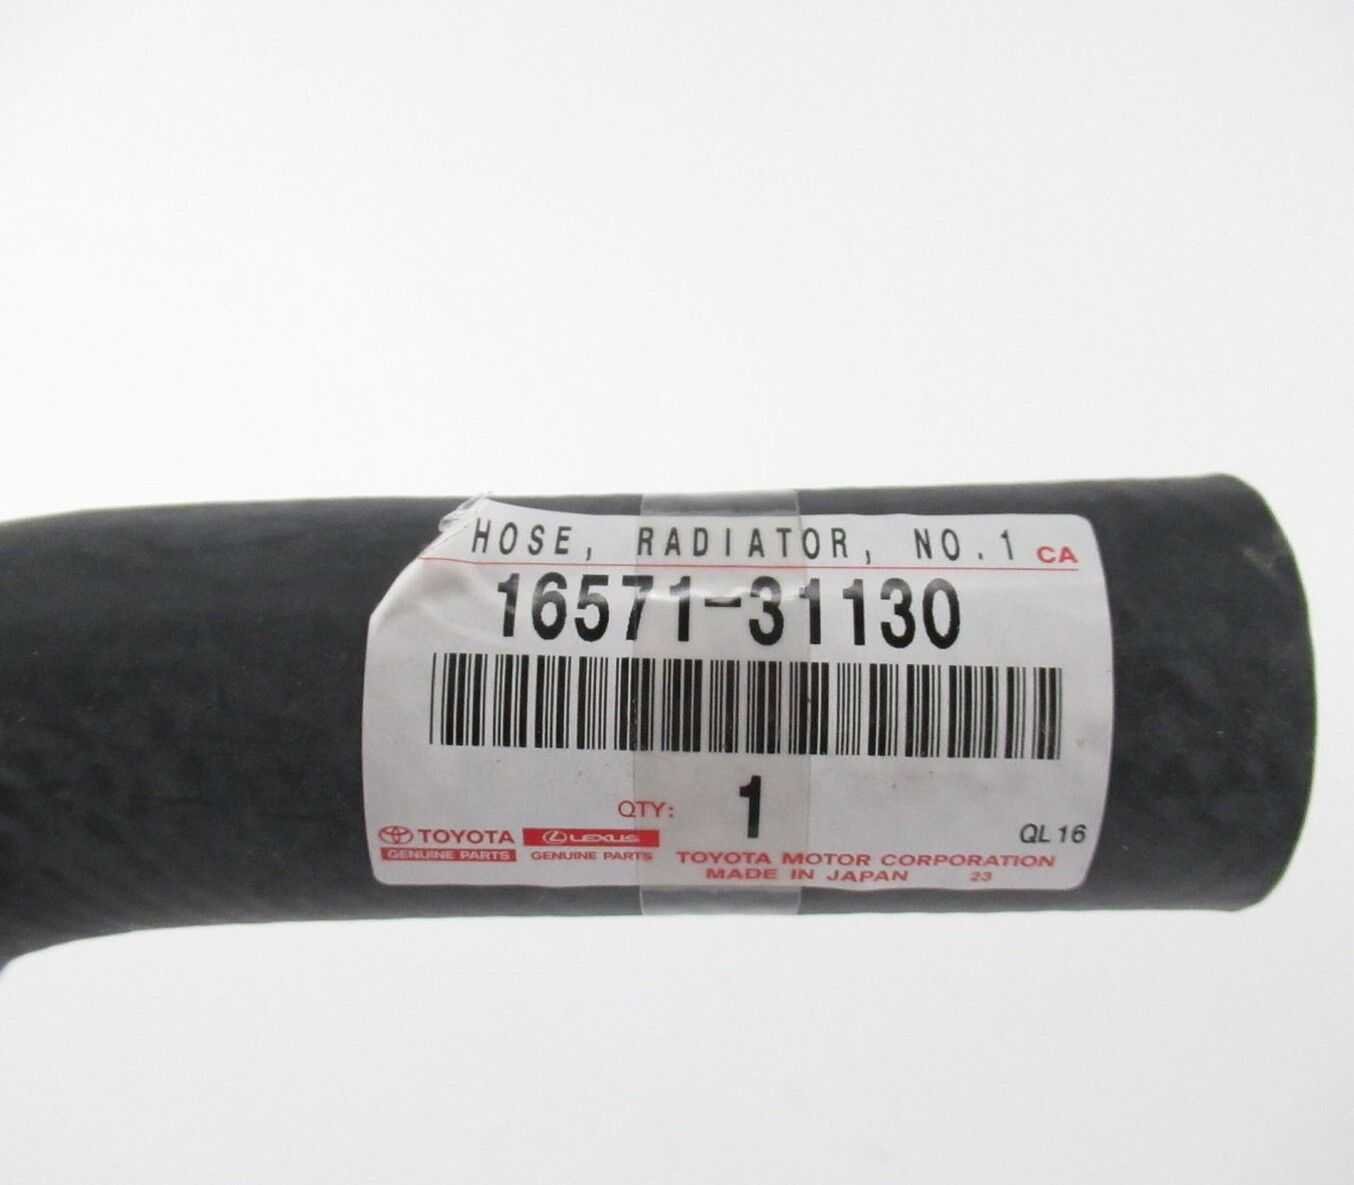 HOSE, RADIATOR, NO.1 CA
16571-31130
QTY: 1
TOYOTA LEXUS QL 16
GENUINE PARTS GENUINE PARTS TOYOTA MOTOR CORPORATION
MADE IN JAPAN 23